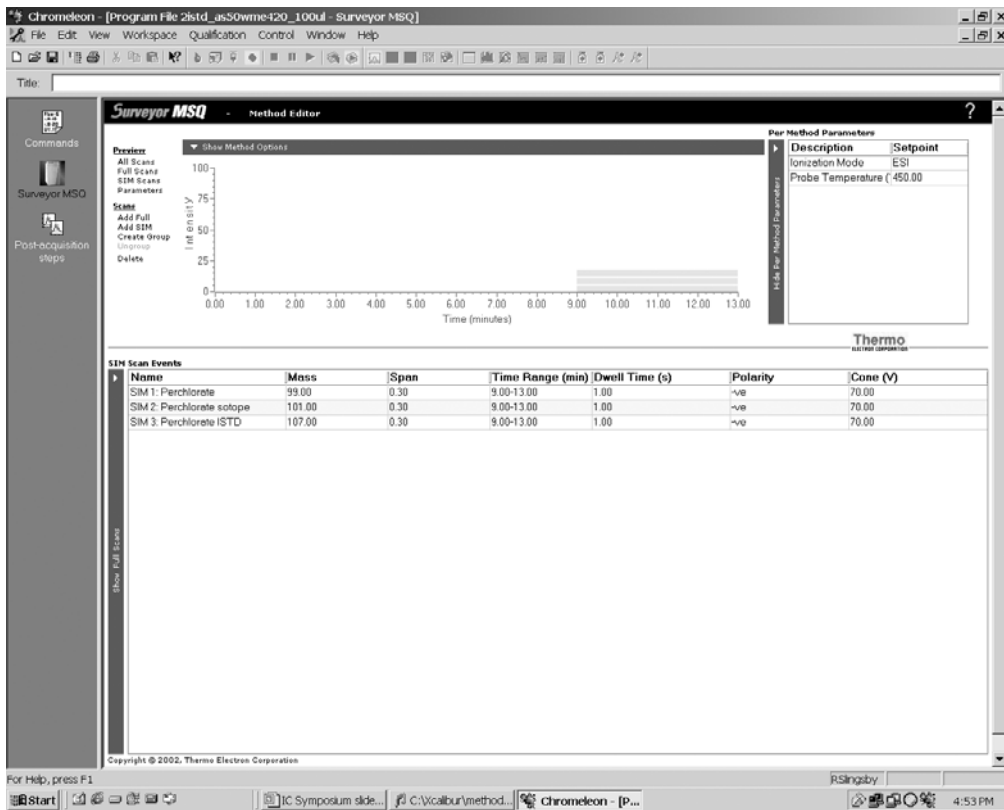 Chromeleon - [Program File 2istd_as50wme420_100ul - Surveyor MSQ]
File Edit View Workspace Qualification Control Window Help
Title:
Commands
Surveyor MSQ
Post-acquisition
steps
Surveyor MSQ - Method Editor ?
Preview
All Scans
Full Scans
SIM Scans
Parameters
Scans
Add Full
Add SIM
Create Group
Ungroup
Delete
Show Method Options
100
75
50
25
0
Intensity
0.00 1.00 2.00 3.00 4.00 5.00 6.00 7.00 8.00 9.00 10.00 11.00 12.00 13.00
Time (minutes)
Per Method Parameters
Hide Per Method Parameters
Description Setpoint
Ionization Mode ESI
Probe Temperature (° 450.00
Thermo
ELECTRON CORPORATION
SIM Scan Events
Name Mass Span Time Range (min) Dwell Time (s) Polarity Cone (V)
SIM 1: Perchlorate 99.00 0.30 9.00-13.00 1.00 -ve 70.00
SIM 2: Perchlorate sotope 101.00 0.30 9.00-13.00 1.00 -ve 70.00
SIM 3: Perchlorate ISTD 107.00 0.30 9.00-13.00 1.00 -ve 70.00
Show Full Scans
Copyright © 2002, Thermo Electron Corporation
For Help, press F1
RSlingsby
Start
IC Symposium slide...
C:\Xcalibur\method...
Chromeleon - [P...
4:53 PM